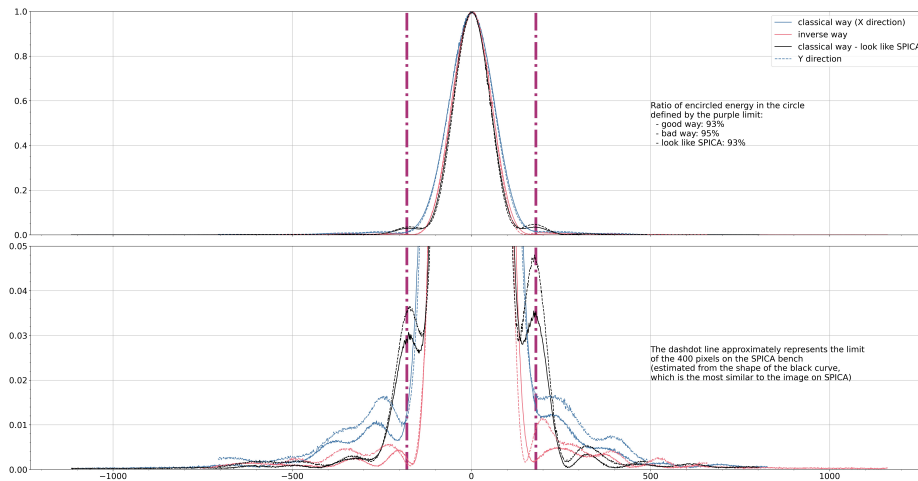 1.0
0.8
0.6
0.4
0.2
0.0
classical way (X direction)
inverse way
classical way - look like SPICA
Y direction
Ratio of encircled energy in the circle
defined by the purple limit:
- good way: 93%
- bad way: 95%
- look like SPICA: 93%
0.05
0.04
0.03
0.02
0.01
0.00
The dashdot line approximately represents the limit
of the 400 pixels on the SPICA bench
(estimated from the shape of the black curve,
which is the most similar to the image on SPICA)
−1000 −500 0 500 1000